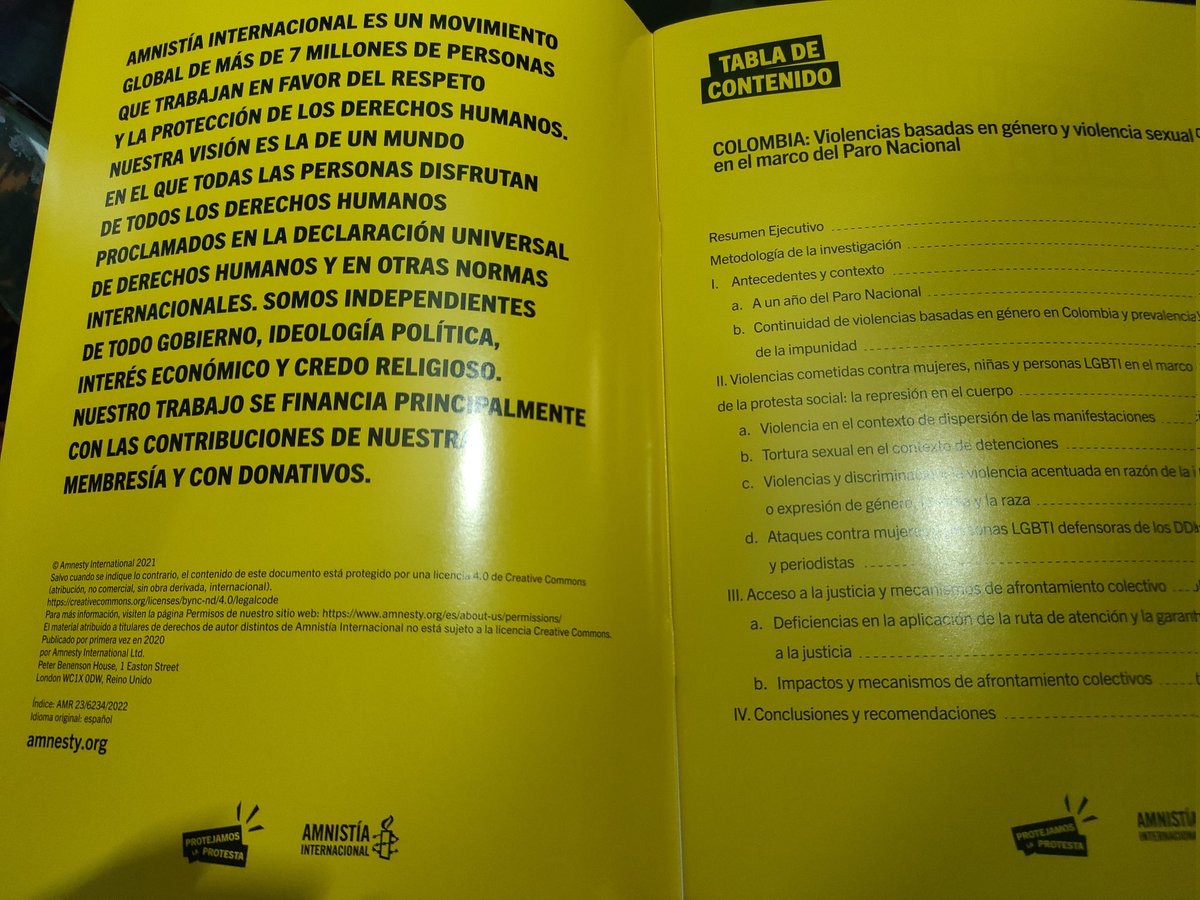 AMNISTÍA INTERNACIONAL ES UN MOVIMIENTO
GLOBAL DE MÁS DE 7 MILLONES DE PERSONAS
QUE TRABAJAN EN FAVOR DEL RESPETO
Y LA PROTECCIÓN DE LOS DERECHOS HUMANOS.
NUESTRA VISIÓN ES LA DE UN MUNDO
EN EL QUE TODAS LAS PERSONAS DISFRUTAN
DE TODOS LOS DERECHOS HUMANOS
PROCLAMADOS EN LA DECLARACIÓN UNIVERSAL
DE DERECHOS HUMANOS Y EN OTRAS NORMAS
INTERNACIONALES. SOMOS INDEPENDIENTES
DE TODO GOBIERNO, IDEOLOGÍA POLÍTICA,
INTERÉS ECONÓMICO Y CREDO RELIGIOSO.
NUESTRO TRABAJO SE FINANCIA PRINCIPALMENTE
CON LAS CONTRIBUCIONES DE NUESTRA
MEMBRESÍA Y CON DONATIVOS.
© Amnesty International 2021
Salvo cuando se indique lo contrario, el contenido de este documento está protegido por una licencia 4.0 de Creative Commons
(atribución, no comercial, sin obra derivada, internacional).
https://creativecommons.org/licenses/bync-nd/4.0/legalcode
Para más información, visiten la página Permisos de nuestro sitio web: https://www.amnesty.org/es/about-us/permissions/
El material atribuido a titulares de derechos de autor distintos de Amnistía Internacional no está sujeto a la licencia Creative Commons.
Publicado por primera vez en 2020
por Amnesty International Ltd.
Peter Benenson House, 1 Easton Street
London WC1X 0DW, Reino Unido
Índice: AMR 23/6234/2022
Idioma original: español
amnesty.org
PROTEJAMOS
LA PROTESTA
AMNISTÍA
INTERNACIONAL
TABLA DE
CONTENIDO
COLOMBIA: Violencias basadas en género y violencia sexual
en el marco del Paro Nacional
Resumen Ejecutivo
Metodología de la investigación
I. Antecedentes y contexto
a. A un año del Paro Nacional
b. Continuidad de violencias basadas en género en Colombia y prevalencia
de la impunidad
II. Violencias cometidas contra mujeres, niñas y personas LGBTI en el marco
de la protesta social: la represión en el cuerpo
a. Violencia en el contexto de dispersión de las manifestaciones
b. Tortura sexual en el contexto de detenciones
c. Violencias y violencia acentuada en razón de la
o expresión de género, y la raza
d. Ataques contra personas LGBTI defensoras de los
y periodistas
III. Acceso a la justicia y mecanismos de afrontamiento colectivo
a. Deficiencias en la aplicación de la ruta de atención y la
a la justicia
b. Impactos y mecanismos de afrontamiento colectivos
IV. Conclusiones y recomendaciones
PROTEJAMOS
LA PROTESTA
AMNISTÍA
INTERNACIONAL